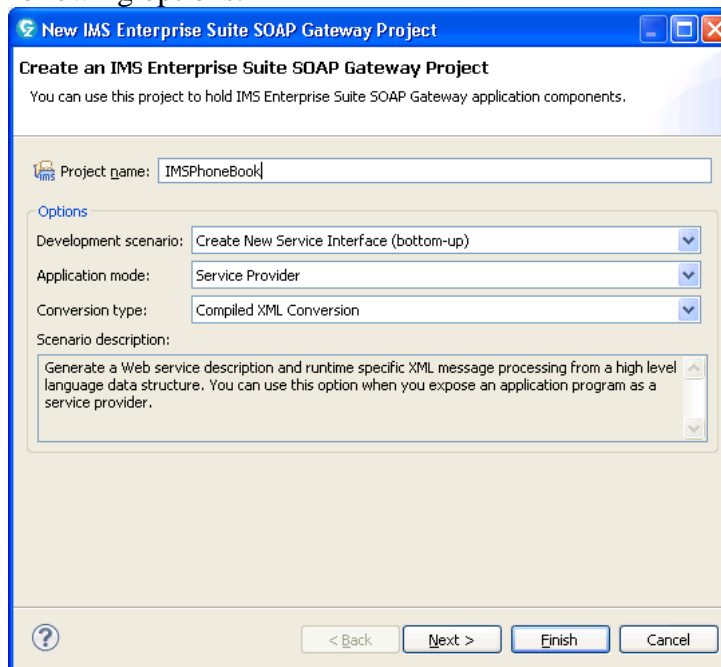 following options:
New IMS Enterprise Suite SOAP Gateway Project
Create an IMS Enterprise Suite SOAP Gateway Project
You can use this project to hold IMS Enterprise Suite SOAP Gateway application components.
ims Project name: IMSPhoneBook
Options
Development scenario: Create New Service Interface (bottom-up)
Application mode: Service Provider
Conversion type: Compiled XML Conversion
Scenario description:
Generate a Web service description and runtime specific XML message processing from a high level
language data structure. You can use this option when you expose an application program as a
service provider.
? < Back Next > Finish Cancel